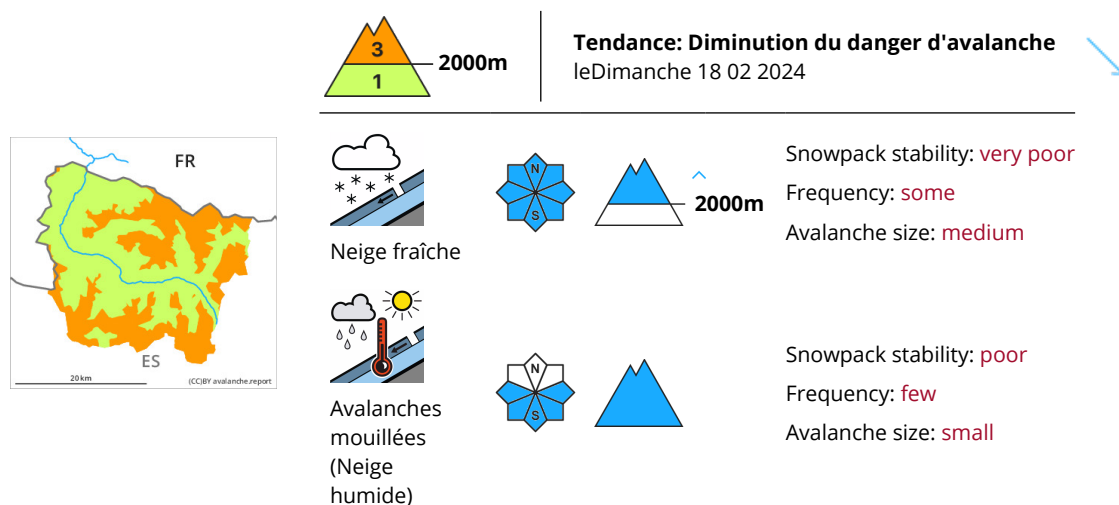 3
1
2000m
Tendance: Diminution du danger d'avalanche
leDimanche 18 02 2024
FR
ES
20 km
(CC)BY avalanche.report
Neige fraîche
N
S
2000m
Snowpack stability: very poor
Frequency: some
Avalanche size: medium
Avalanches
mouillées
(Neige
humide)
N
S
Snowpack stability: poor
Frequency: few
Avalanche size: small